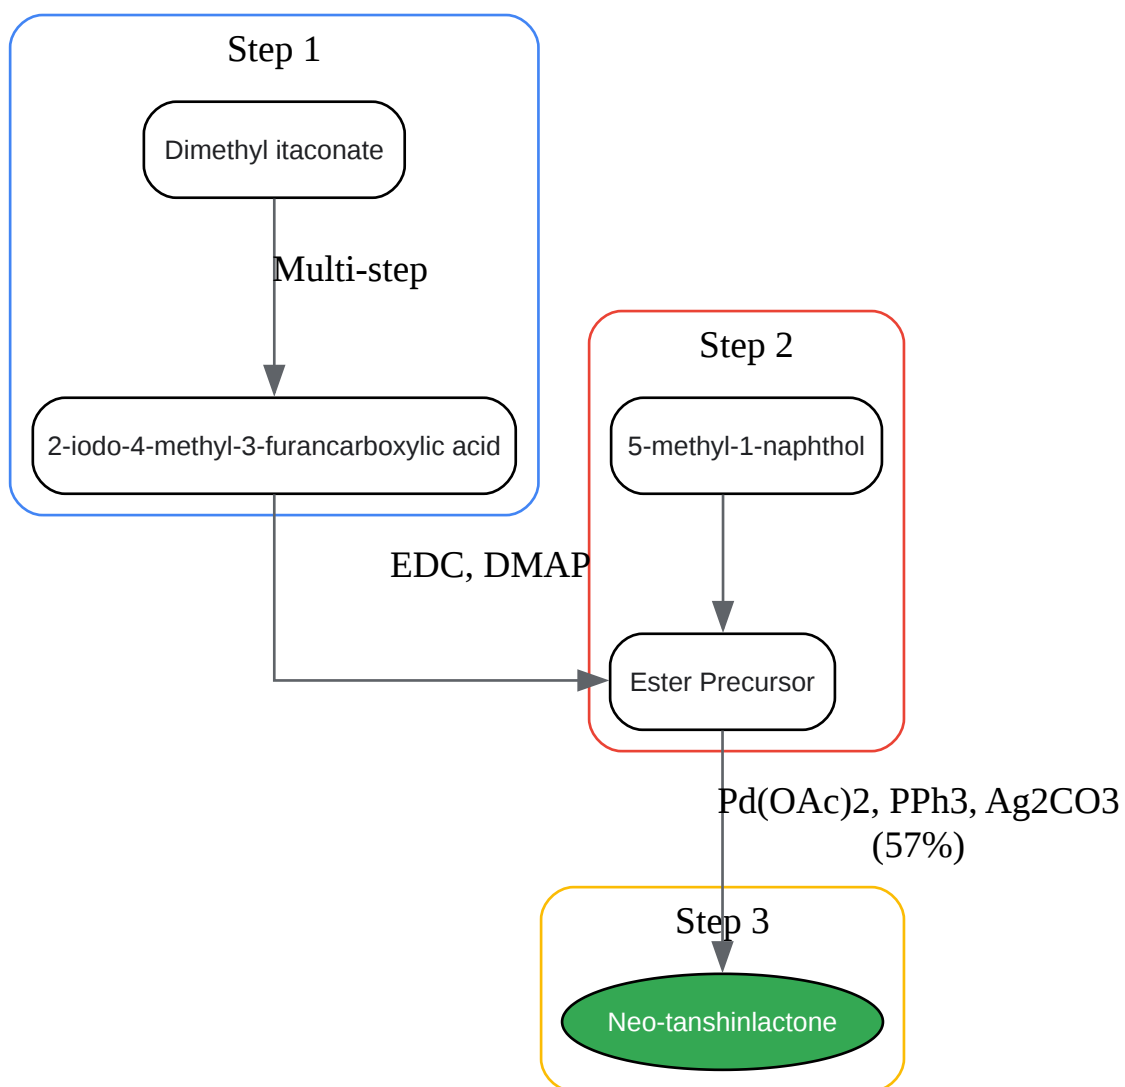 Step 1
Dimethyl itaconate
Multi-step
2-iodo-4-methyl-3-furancarboxylic acid
Step 2
5-methyl-1-naphthol
EDC, DMAP
Ester Precursor
Pd(OAc)2, PPh3, Ag2CO3
(57%)
Step 3
Neo-tanshinlactone